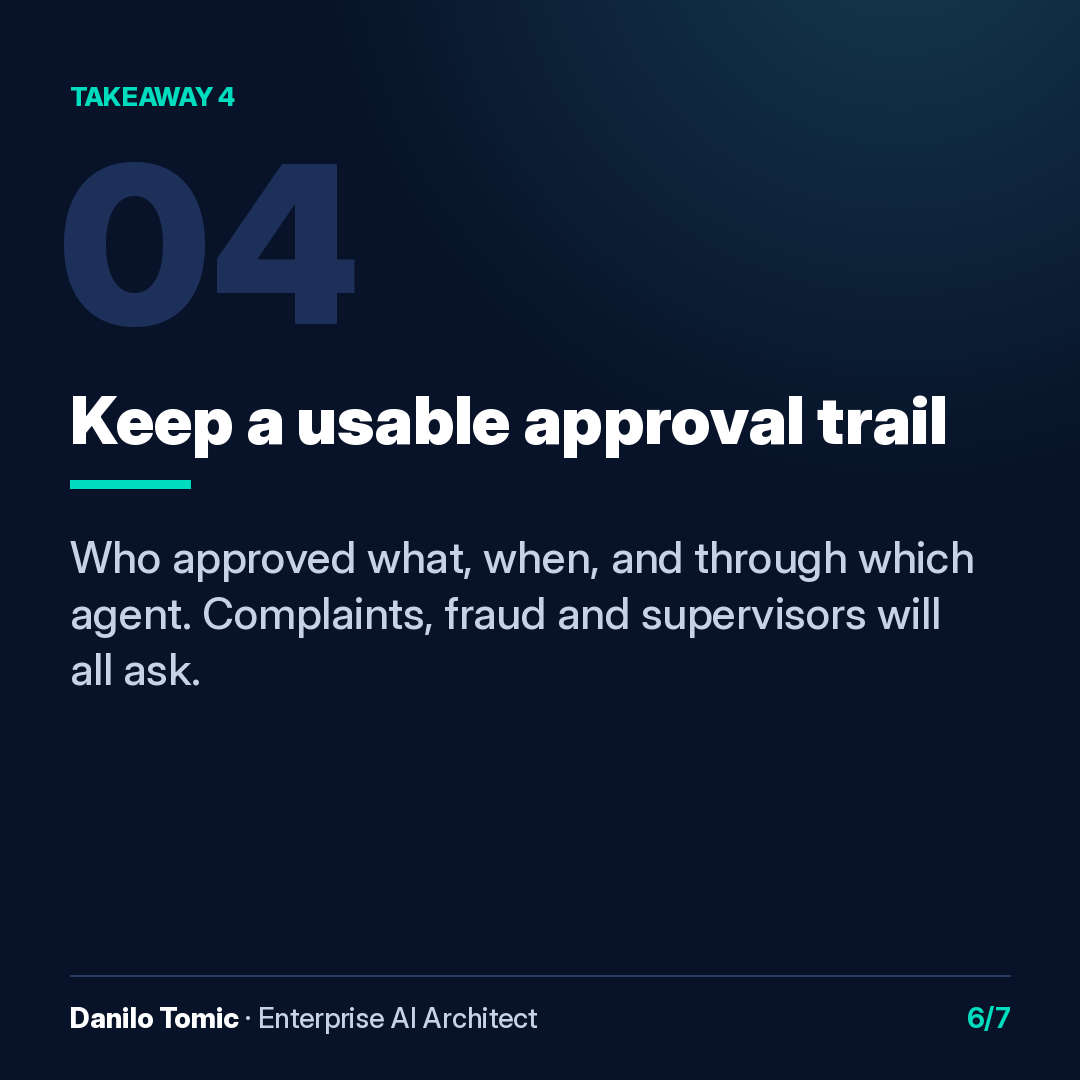 TAKEAWAY 4
04
Keep a usable approval trail
Who approved what, when, and through which
agent. Complaints, fraud and supervisors will
all ask.
Danilo Tomic · Enterprise AI Architect
6/7